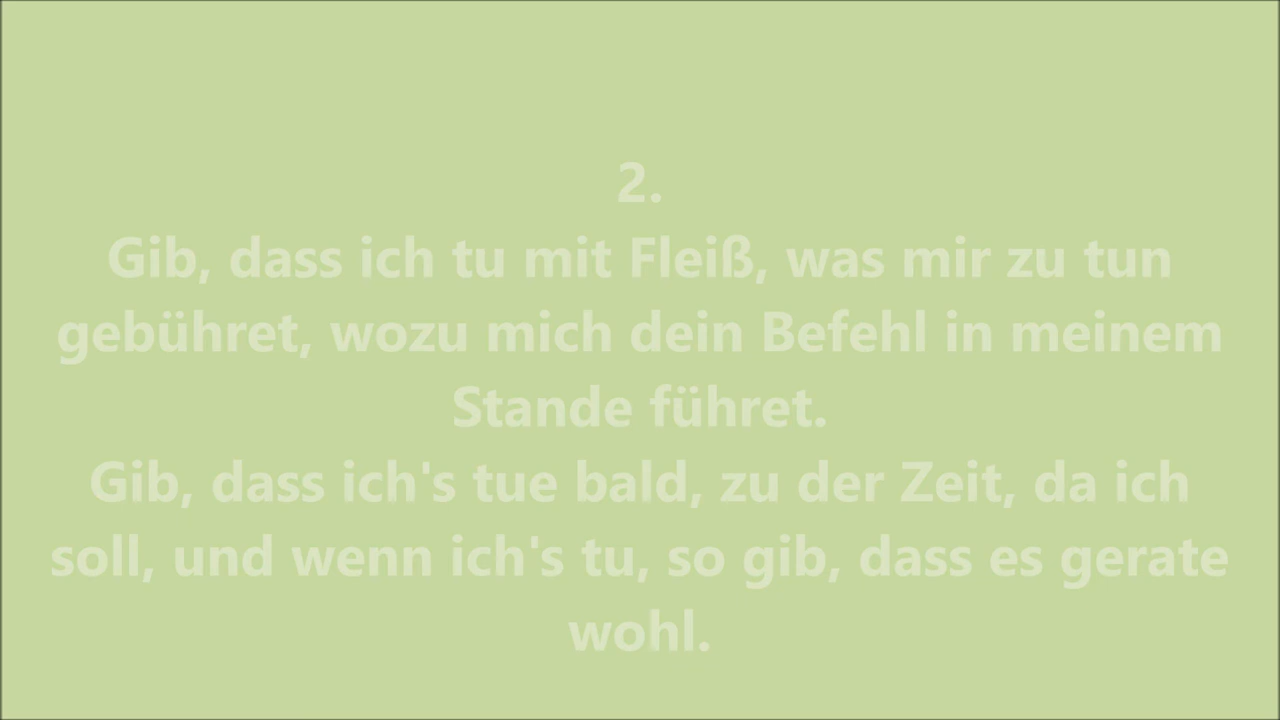 2.
Gib, dass ich tu mit Fleiß, was mir zu tun
gebühret, wozu mich dein Befehl in meinem
Stande führet.
Gib, dass ich's tue bald, zu der Zeit, da ich
soll, und wenn ich's tu, so gib, dass es gerate
wohl.